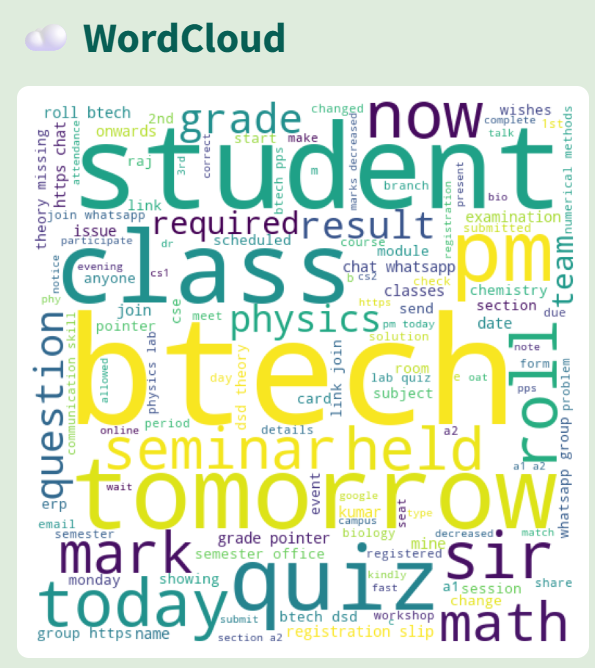 WordCloud
roll btech
2nd
grade
changed
now
wishes
complete
1st
onwards
attendance
https chat
theory missing
student
start
make
talk
raj
3rd
correct
btech pps
m
marks decreased
branch
present
bio
numerical methods
link
join whatsapp
required
result
registration
examination
submitted
issue
participate
dr
scheduled
course
module
pm
team
class
evening
cs1
notice
anyone
chat whatsapp
b
cs2
check
classes
chemistry
phy
join
cse
meet
https
send
section
due
pointer
physics
pm today
date
solution
roll
note
question
communication skill
btech
allowed
physics lab
day
dsd theory
link join
card
room
lab quiz
subject
e
oat
form
pps
problem
period
online
details
a2
seminar
held
a1 a2
whatsapp group
erp
wait
tomorrow
event
google
kumar
campus
seat
type
email
semester
grade pointer
biology
decreased
match
mark
semester office
registered
mine
sir
monday
showing
quiz
kindly
fast
a1
session
share
today
submit
btech dsd
workshop
c
change
math
group https
name
section a2
registration slip